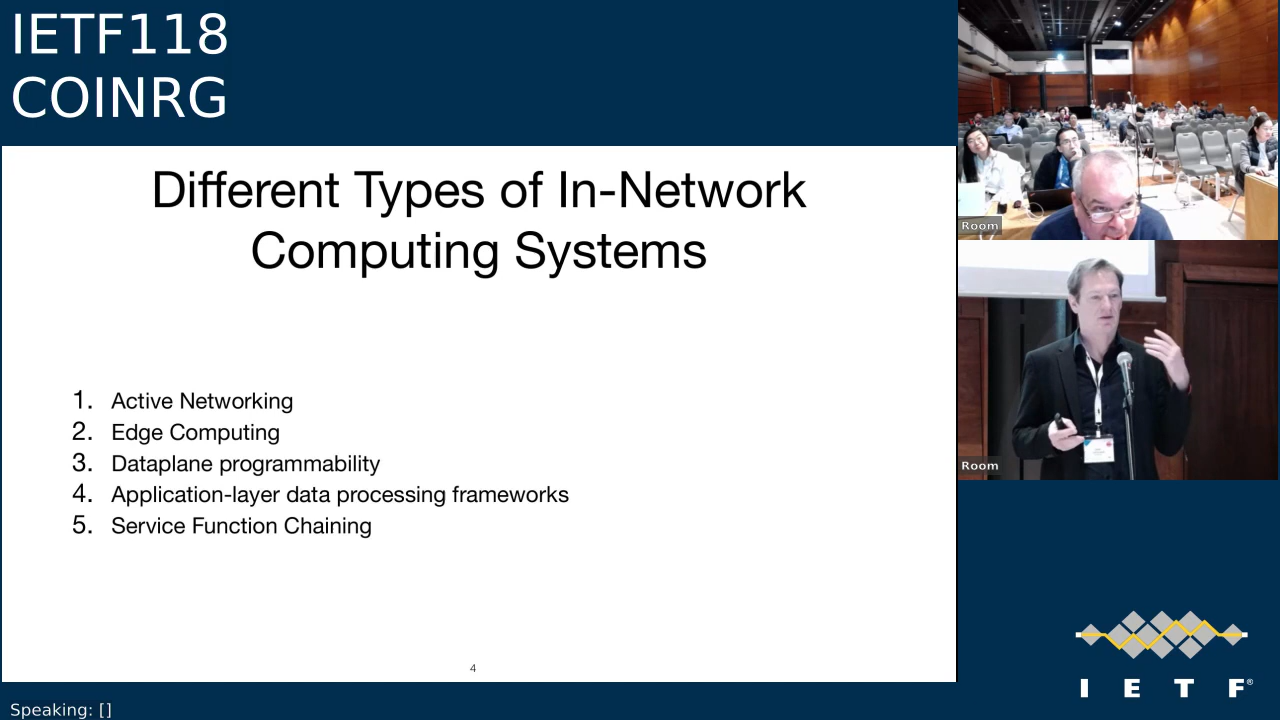 IETF118
COINRG
Different Types of In-Network
Computing Systems
1. Active Networking
2. Edge Computing
3. Dataplane programmability
4. Application-layer data processing frameworks
5. Service Function Chaining
4
Room
Room
I E T F®
Speaking: []